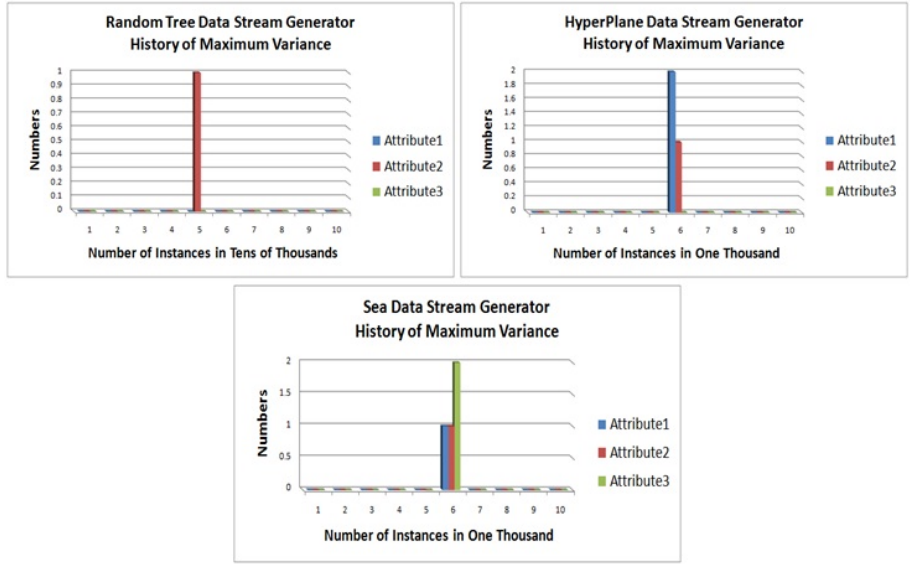 Random Tree Data Stream Generator
History of Maximum Variance
1
0.9
0.8
0.7
0.6
0.5
0.4
0.3
0.2
0.1
0
Numbers
1 2 3 4 5 6 7 8 9 10
Number of Instances in Tens of Thousands
Attribute1
Attribute2
Attribute3
HyperPlane Data Stream Generator
History of Maximum Variance
2
1.8
1.6
1.4
1.2
1
0.8
0.6
0.4
0.2
0
Numbers
1 2 3 4 5 6 7 8 9 10
Number of Instances in One Thousand
Attribute1
Attribute2
Attribute3
Sea Data Stream Generator
History of Maximum Variance
2
1.5
1
0.5
0
Numbers
1 2 3 4 5 6 7 8 9 10
Number of Instances in One Thousand
Attribute1
Attribute2
Attribute3